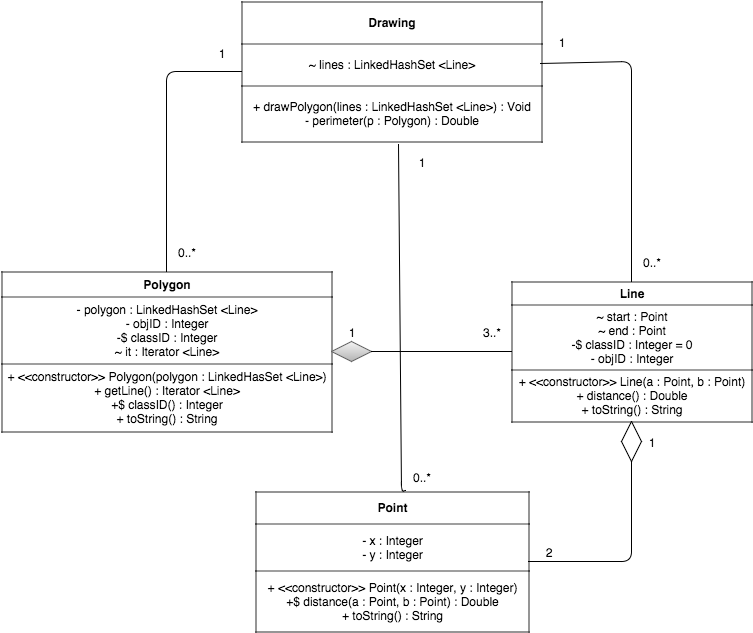 Drawing
~ lines : LinkedHashSet <Line>
+ drawPolygon(lines : LinkedHashSet <Line>) : Void
- perimeter(p : Polygon) : Double
1
1
1
0..*
0..*
Polygon
- polygon : LinkedHashSet <Line>
- objID : Integer
-$ classID : Integer
~ it : Iterator <Line>
+ <<constructor>> Polygon(polygon : LinkedHasSet <Line>)
+ getLine() : Iterator <Line>
+$ classID() : Integer
+ toString() : String
1
3..*
Line
~ start : Point
~ end : Point
-$ classID : Integer = 0
- objID : Integer
+ <<constructor>> Line(a : Point, b : Point)
+ distance() : Double
+ toString() : String
1
0..*
2
Point
- x : Integer
- y : Integer
+ <<constructor>> Point(x : Integer, y : Integer)
+$ distance(a : Point, b : Point) : Double
+ toString() : String